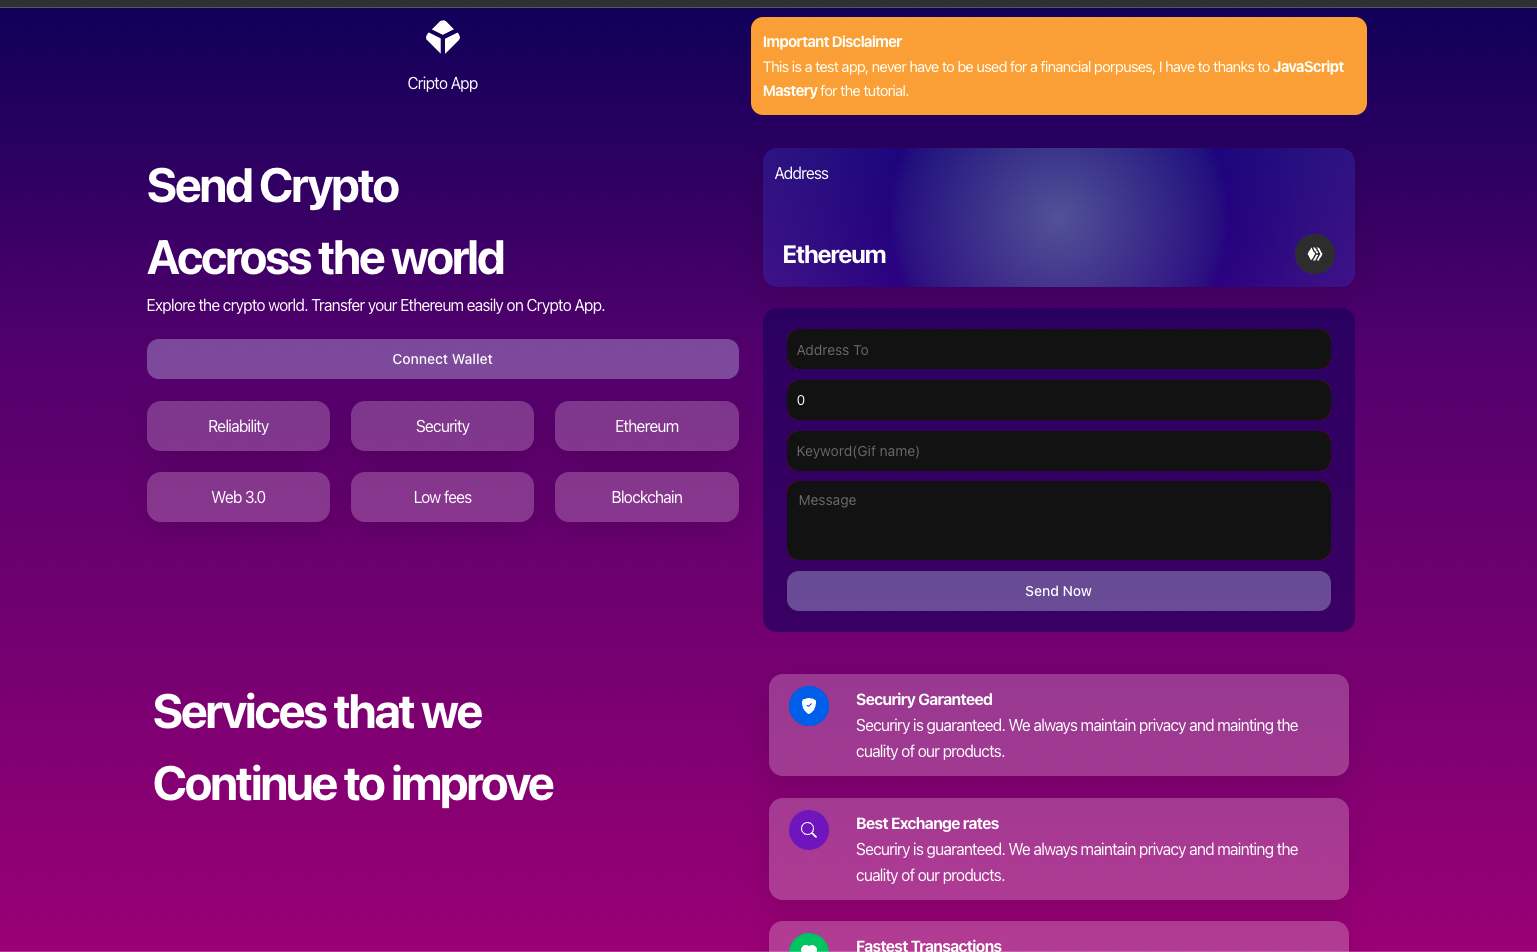 Cripto App
Important Disclaimer
This is a test app, never have to be used for a financial porpuses, I have to thanks to JavaScript
Mastery for the tutorial.
Send Crypto
Accross the world
Explore the crypto world. Transfer your Ethereum easily on Crypto App.
Connect Wallet
Reliability
Security
Ethereum
Web 3.0
Low fees
Blockchain
Address
Ethereum
Address To
0
Keyword(Gif name)
Message
Send Now
Services that we
Continue to improve
Securiry Garanteed
Securiry is guaranteed. We always maintain privacy and mainting the
cuality of our products.
Best Exchange rates
Securiry is guaranteed. We always maintain privacy and mainting the
cuality of our products.
Fastest Transactions